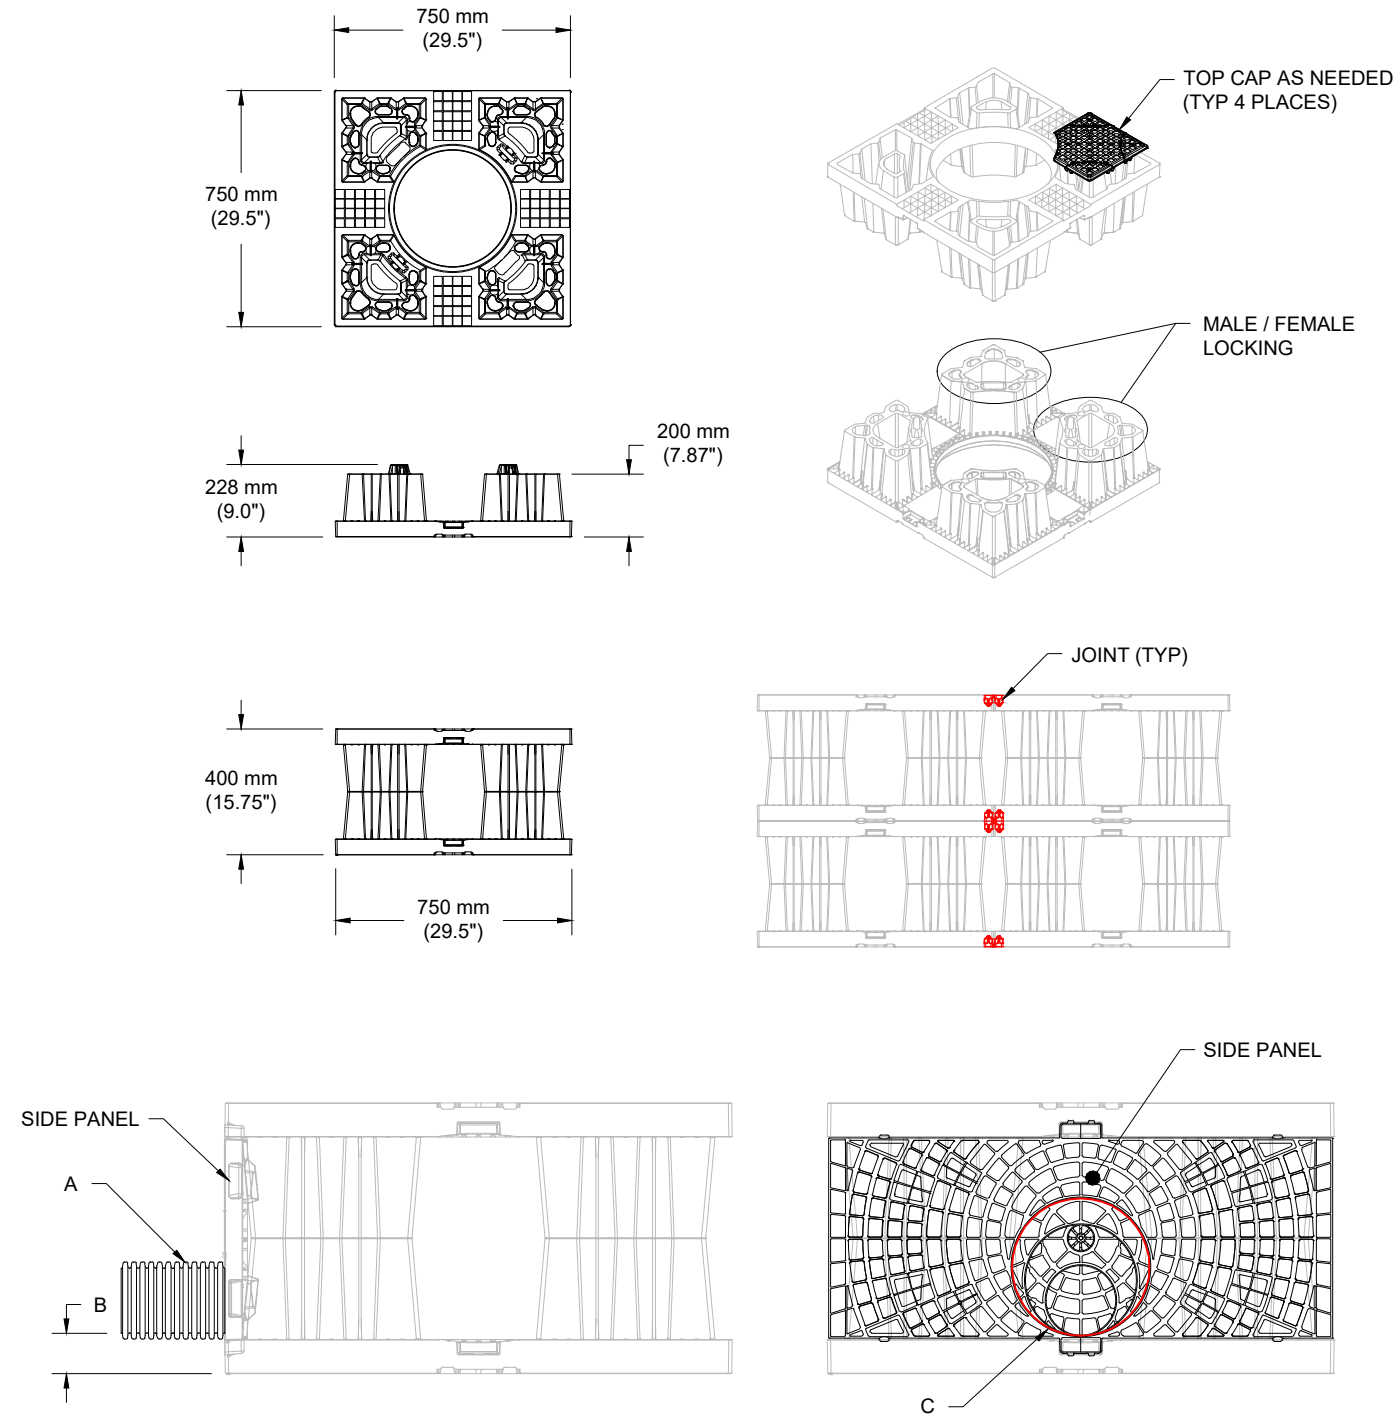 750 mm
(29.5")
TOP CAP AS NEEDED
(TYP 4 PLACES)
750 mm
(29.5")
MALE / FEMALE
LOCKING
200 mm
(7.87")
228 mm
(9.0")
JOINT (TYP)
400 mm
(15.75")
750 mm
(29.5")
SIDE PANEL
SIDE PANEL
A
B
C